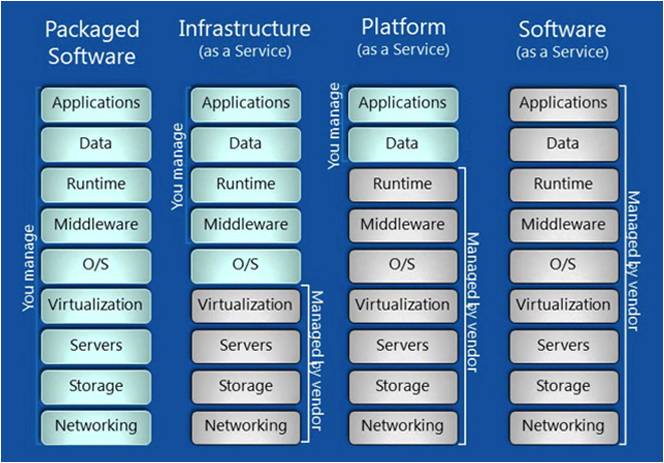 Packaged
Software
You manage
Applications
Data
Runtime
Middleware
O/S
Virtualization
Servers
Storage
Networking
Infrastructure
(as a Service)
You manage
Applications
Data
Runtime
Middleware
O/S
Virtualization
Servers
Storage
Networking
Managed by vendor
Platform
(as a Service)
You manage
Applications
Data
Runtime
Middleware
O/S
Virtualization
Servers
Storage
Networking
Managed by vendor
Software
(as a Service)
Applications
Data
Runtime
Middleware
O/S
Virtualization
Servers
Storage
Networking
Managed by vendor